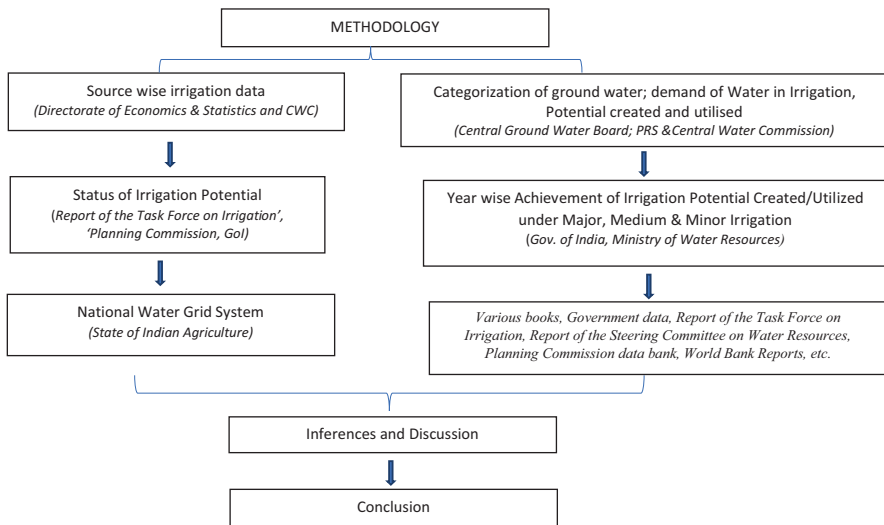 METHODOLOGY
Source wise irrigation data
(Directorate of Economics & Statistics and CWC)
Status of Irrigation Potential
(Report of the Task Force on Irrigation’,
‘Planning Commission, GoI)
National Water Grid System
(State of Indian Agriculture)
Categorization of ground water; demand of Water in Irrigation,
Potential created and utilised
(Central Ground Water Board; PRS &Central Water Commission)
Year wise Achievement of Irrigation Potential Created/Utilized
under Major, Medium & Minor Irrigation
(Gov. of India, Ministry of Water Resources)
Various books, Government data, Report of the Task Force on
Irrigation, Report of the Steering Committee on Water Resources,
Planning Commission data bank, World Bank Reports, etc.
Inferences and Discussion
Conclusion